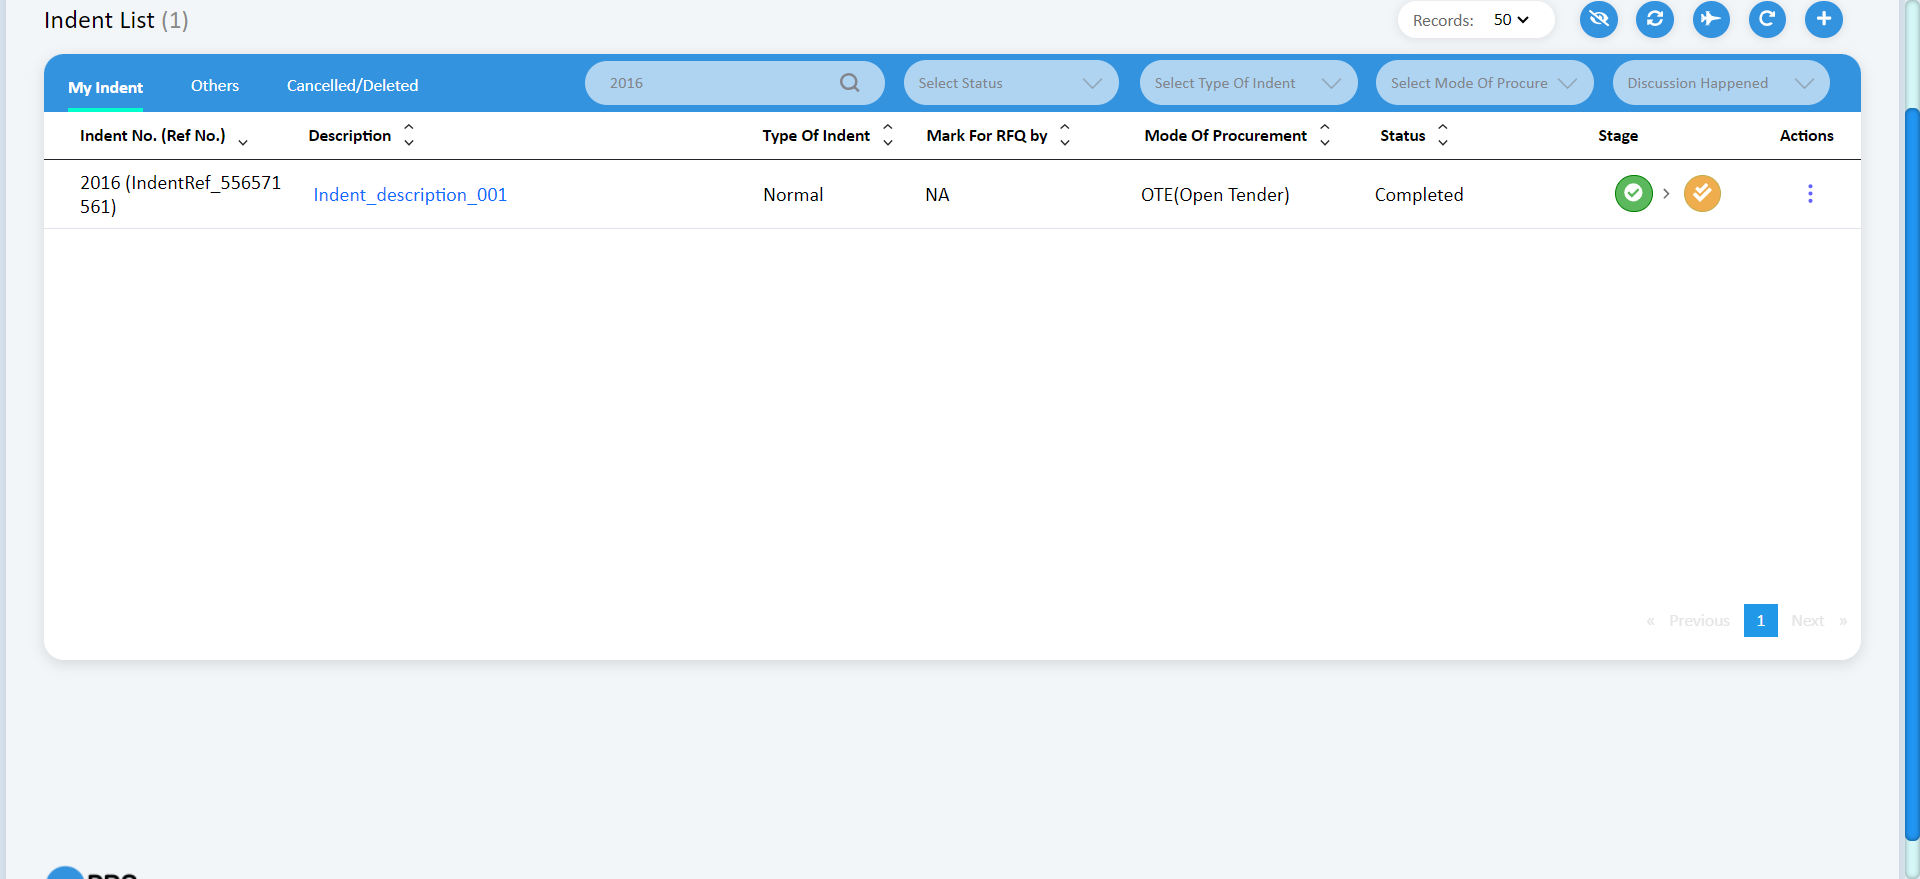 Indent List (1)
Records: 50
My Indent Others Cancelled/Deleted 2016 Select Status Select Type Of Indent Select Mode Of Procure Discussion Happened
Indent No. (Ref No.) Description Type Of Indent Mark For RFQ by Mode Of Procurement Status Stage Actions
2016 (IndentRef_556571
561) Indent_description_001 Normal NA OTE(Open Tender) Completed
« Previous 1 Next »